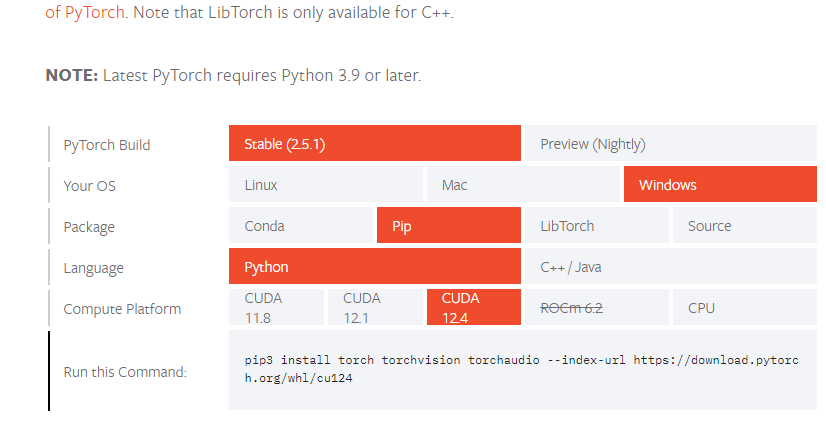 of PyTorch. Note that LibTorch is only available for C++.
NOTE: Latest PyTorch requires Python 3.9 or later.
PyTorch Build
Stable (2.5.1)
Preview (Nightly)
Your OS
Linux
Mac
Windows
Package
Conda
Pip
LibTorch
Source
Language
Python
C++ / Java
Compute Platform
CUDA
11.8
CUDA
12.1
CUDA
12.4
ROCm 6.2
CPU
Run this Command:
pip3 install torch torchvision torchaudio --index-url https://download.pytorc
h.org/whl/cu124